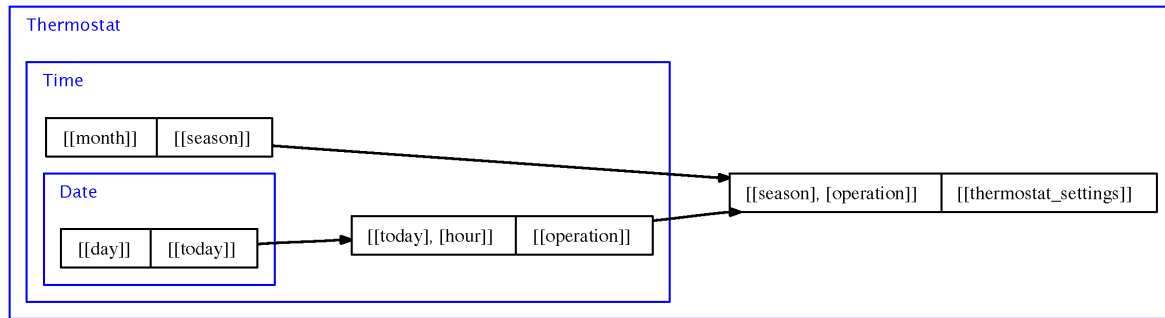 Thermostat
Time
[[month]] [[season]]
Date
[[season], [operation]] [[thermostat_settings]]
[[today], [hour]] [[operation]]
[[day]] [[today]]